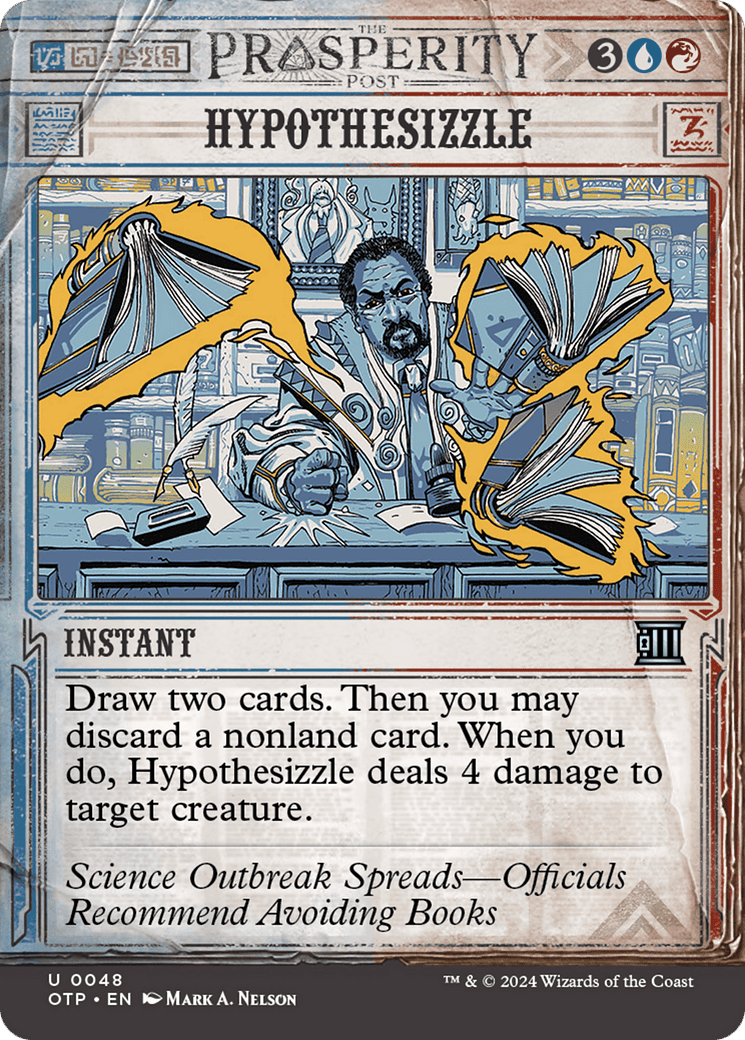 THE
PROSPERITY
POST
3
HYPOTHESIZZLE
INSTANT
Draw two cards. Then you may
discard a nonland card. When you
do, Hypothesizzle deals 4 damage to
target creature.
Science Outbreak Spreads—Officials
Recommend Avoiding Books
U 0048
OTP • EN MARK A. NELSON
™ & © 2024 Wizards of the Coast